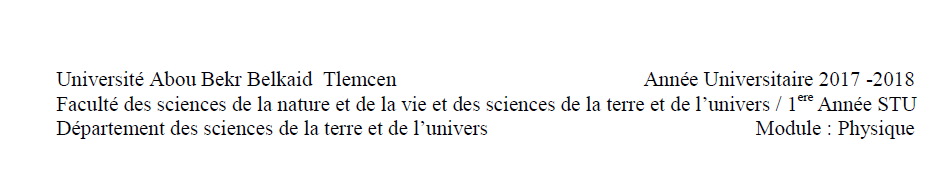 Université Abou Bekr Belkaid Tlemcen Année Universitaire 2017 -2018
Faculté des sciences de la nature et de la vie et des sciences de la terre et de l’univers / 1ere Année STU
Département des sciences de la terre et de l’univers Module : Physique